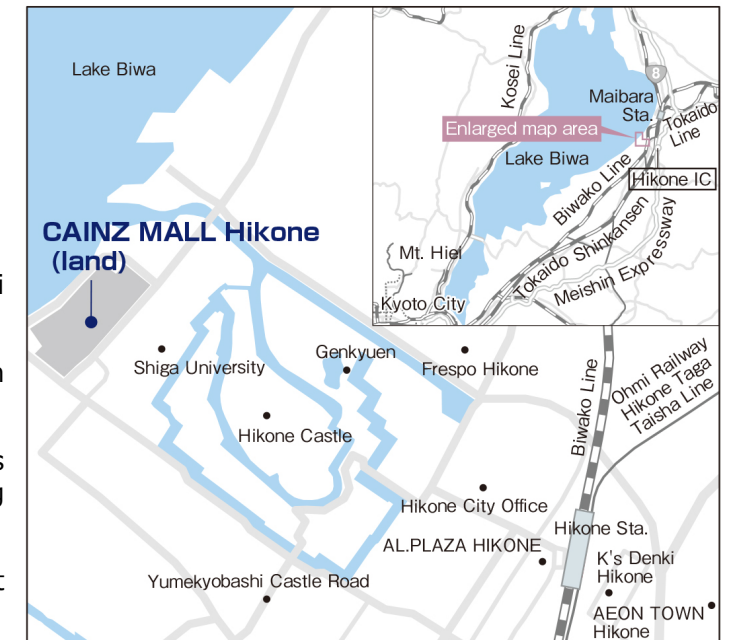 Lake Biwa
CAINZ MALL Hikone
(land)
Shiga University
Genkyuen
Frespo Hikone
Hikone Castle
Hikone City Office
AL.PLAZA HIKONE
Yumekyobashi Castle Road
Biwako Line
Ohmi Railway
Hikone Taga
Taisha Line
Hikone Sta.
K's Denki
Hikone
AEON TOWN
Hikone
Kosei Line
8
Maibara
Sta.
Tokaido
Line
Enlarged map area
Lake Biwa
Biwako Line
Hikone IC
Mt. Hiei
Tokaido Shinkansen
Meishin Expressway
Kyoto City